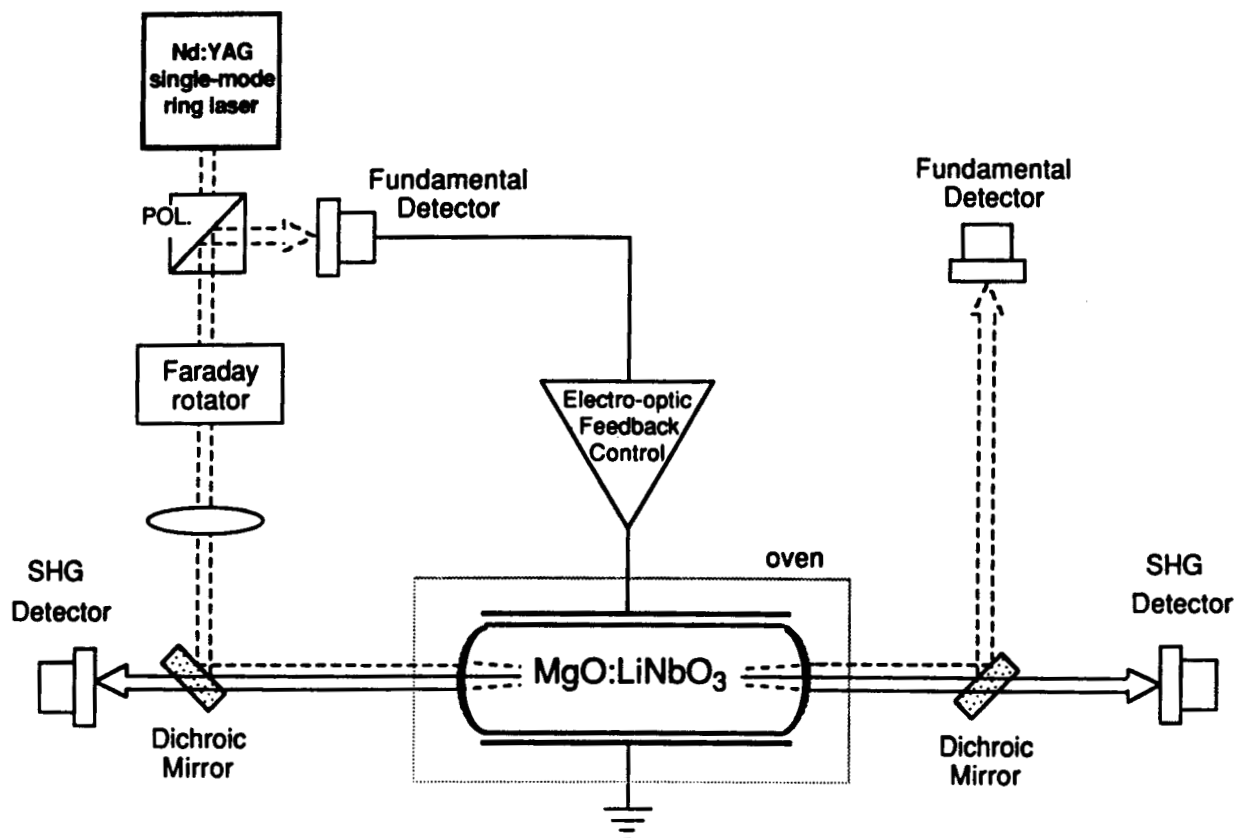 Nd:YAG
single-mode
ring laser
POL.
Fundamental
Detector
Fundamental
Detector
Faraday
rotator
Electro-optic
Feedback
Control
oven
SHG
Detector
SHG
Detector
MgO:LiNbO₃
Dichroic
Mirror
Dichroic
Mirror